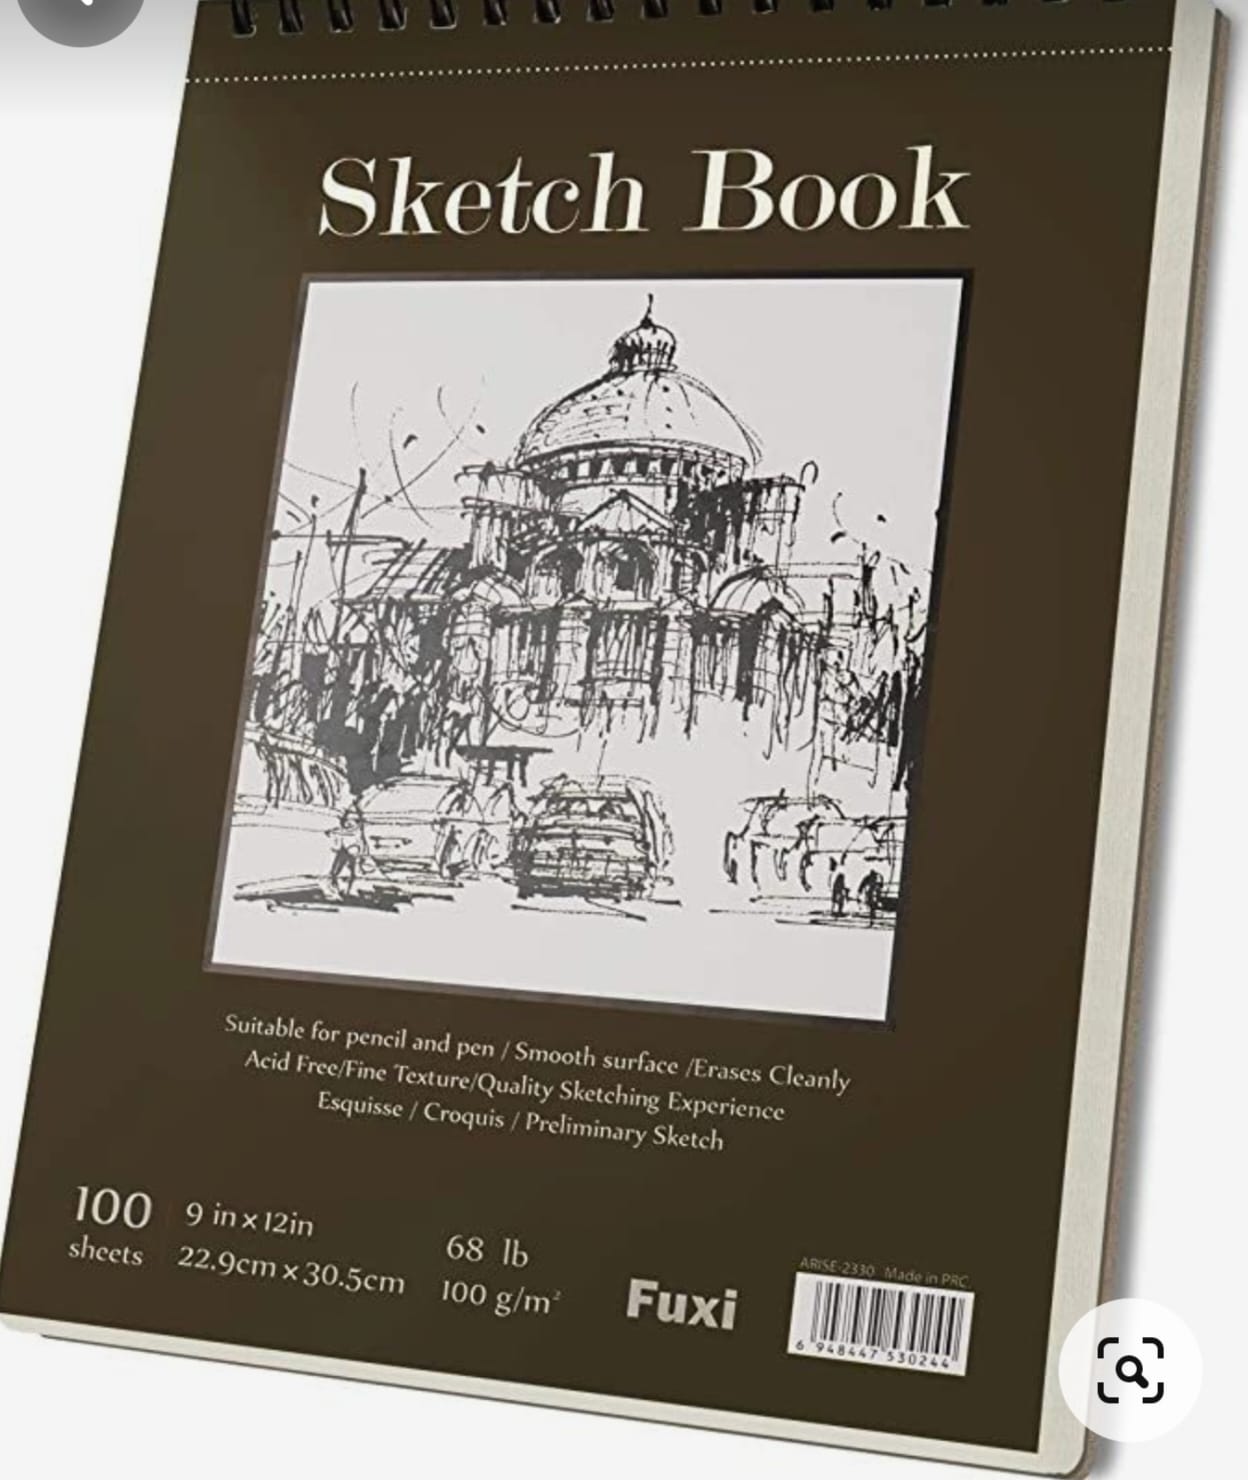 Sketch Book
Suitable for pencil and pen / Smooth surface /Erases Cleanly
Acid Free/Fine Texture/Quality Sketching Experience
Esquisse / Croquis / Preliminary Sketch
100
sheets
9 in x 12in
22.9cm x 30.5cm
68 lb
100 g/m²
Fuxi
ARISE-2330 Made in PRC.
6 948447 530244